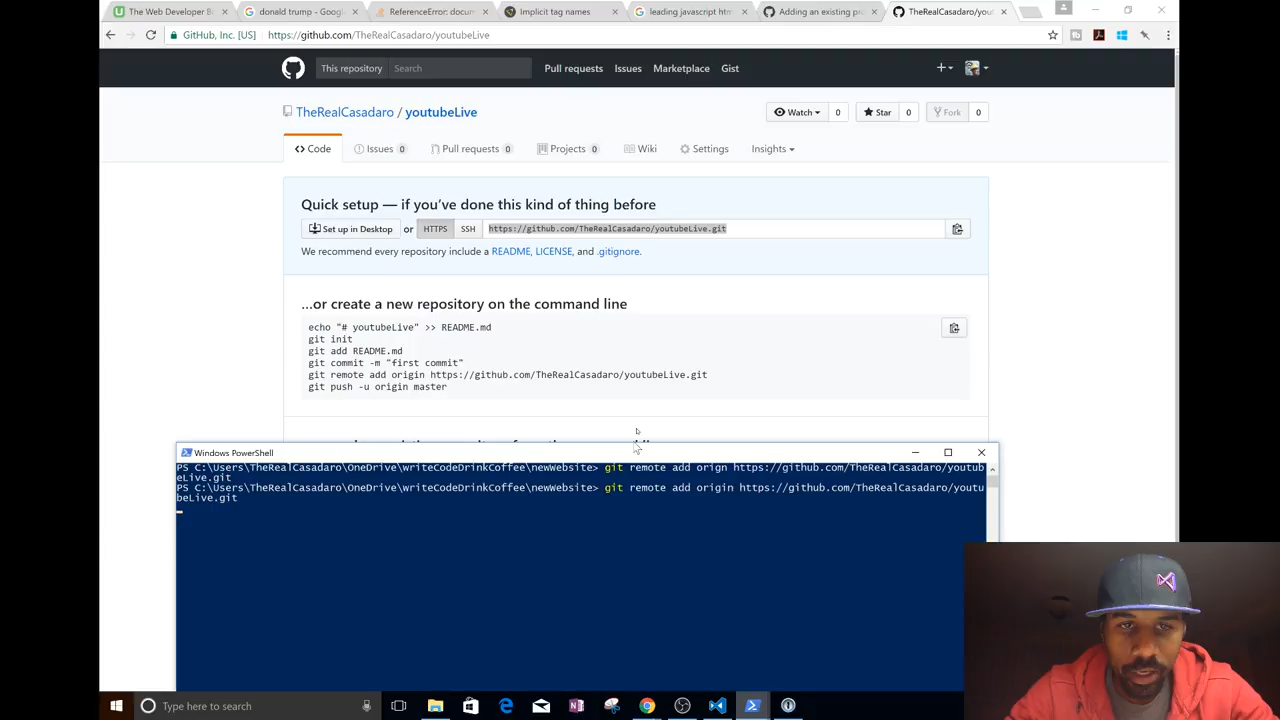 The Web Developer B
donald trump - Googl
ReferenceError: docum
Implicit tag names
leading javascript htm
Adding an existing pr
TheRealCasadaro/yout
GitHub, Inc. [US] https://github.com/TheRealCasadaro/youtubeLive
This repository Search Pull requests Issues Marketplace Gist
TheRealCasadaro / youtubeLive
Watch 0 Star 0 Fork 0
Code Issues 0 Pull requests 0 Projects 0 Wiki Settings Insights
Quick setup — if you've done this kind of thing before
Set up in Desktop or HTTPS SSH https://github.com/TheRealCasadaro/youtubeLive.git
We recommend every repository include a README, LICENSE, and .gitignore.
…or create a new repository on the command line
echo "# youtubeLive" >> README.md
git init
git add README.md
git commit -m "first commit"
git remote add origin https://github.com/TheRealCasadaro/youtubeLive.git
git push -u origin master
Windows PowerShell
PS C:\Users\TheRealCasadaro\OneDrive\writeCodeDrinkCoffee\newWebsite> git remote add orign https://github.com/TheRealCasadaro/youtub
eLive.git
PS C:\Users\TheRealCasadaro\OneDrive\writeCodeDrinkCoffee\newWebsite> git remote add origin https://github.com/TheRealCasadaro/youtu
beLive.git
Type here to search